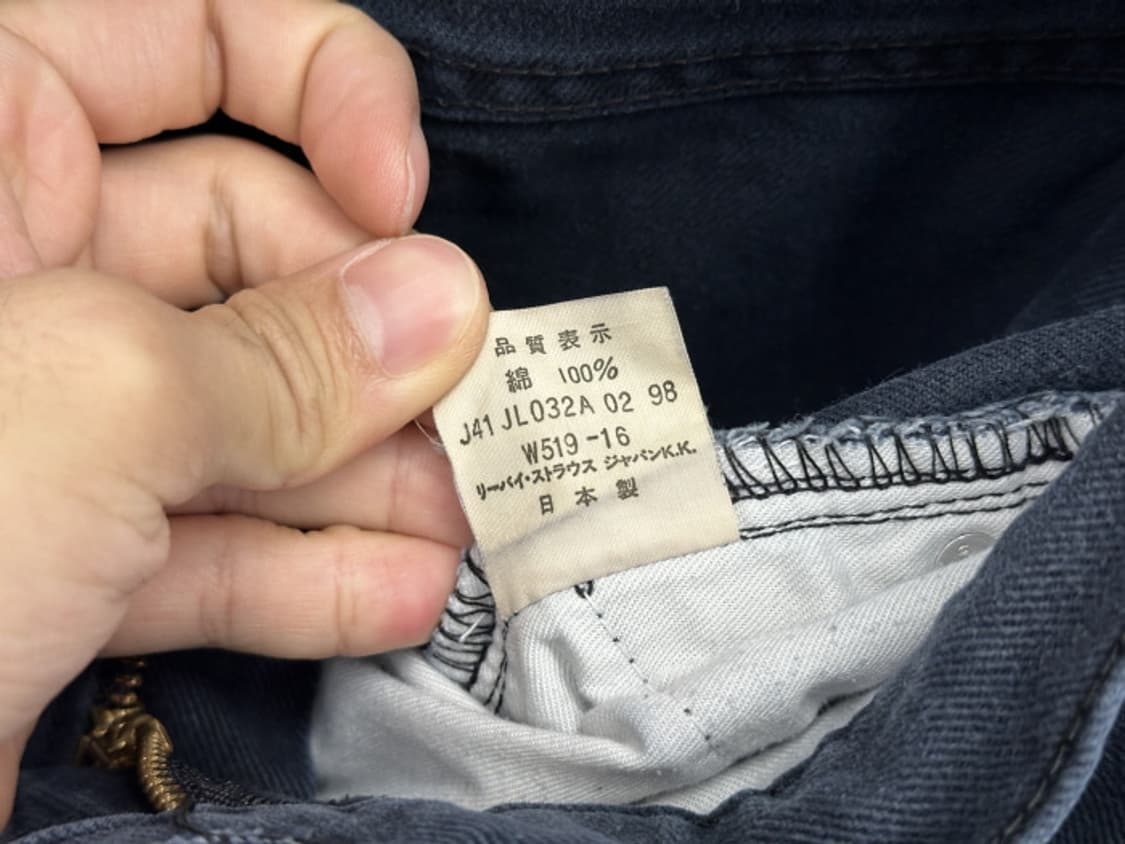 品質表示
綿 100%
J41 JL032A 02 98
W519-16
リーバイ・ストラウス ジャパンK.K.
日本製